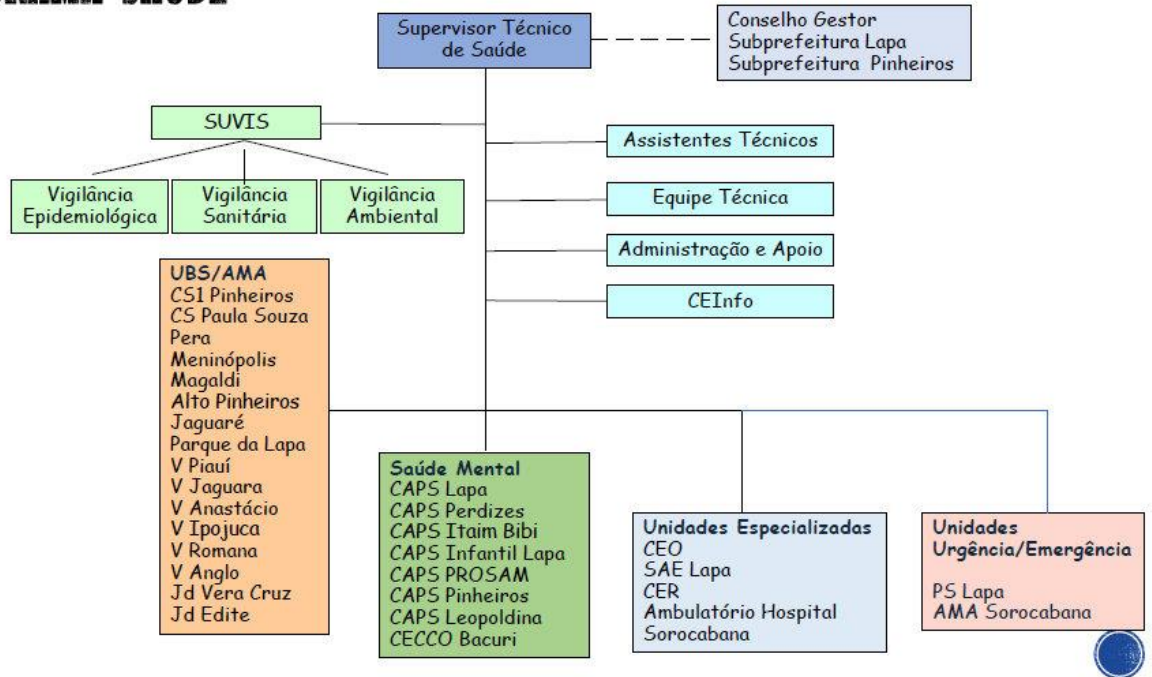 Supervisor Técnico
de Saúde
Conselho Gestor
Subprefeitura Lapa
Subprefeitura Pinheiros
SUVIS
Vigilância
Epidemiológica
Vigilância
Sanitária
Vigilância
Ambiental
Assistentes Técnicos
Equipe Técnica
Administração e Apoio
CEInfo
UBS/AMA
CS1 Pinheiros
CS Paula Souza
Pera
Meninópolis
Magaldi
Alto Pinheiros
Jaguaré
Parque da Lapa
V Piauí
V Jaguara
V Anastácio
V Ipojuca
V Romana
V Anglo
Jd Vera Cruz
Jd Edite
Saúde Mental
CAPS Lapa
CAPS Perdizes
CAPS Itaim Bibi
CAPS Infantil Lapa
CAPS PROSAM
CAPS Pinheiros
CAPS Leopoldina
CECCO Bacuri
Unidades Especializadas
CEO
SAE Lapa
CER
Ambulatório Hospital
Sorocabana
Unidades
Urgência/Emergência
PS Lapa
AMA Sorocabana